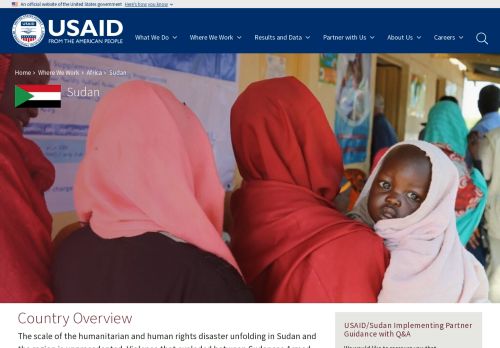 An official website of the United States government Here's how you know
USAID
FROM THE AMERICAN PEOPLE
What We Do
Where We Work
Results and Data
Partner with Us
About Us
Careers
Home › Where We Work › Africa › Sudan
Sudan
Country Overview
The scale of the humanitarian and human rights disaster unfolding in Sudan and
USAID/Sudan Implementing Partner
Guidance with Q&A